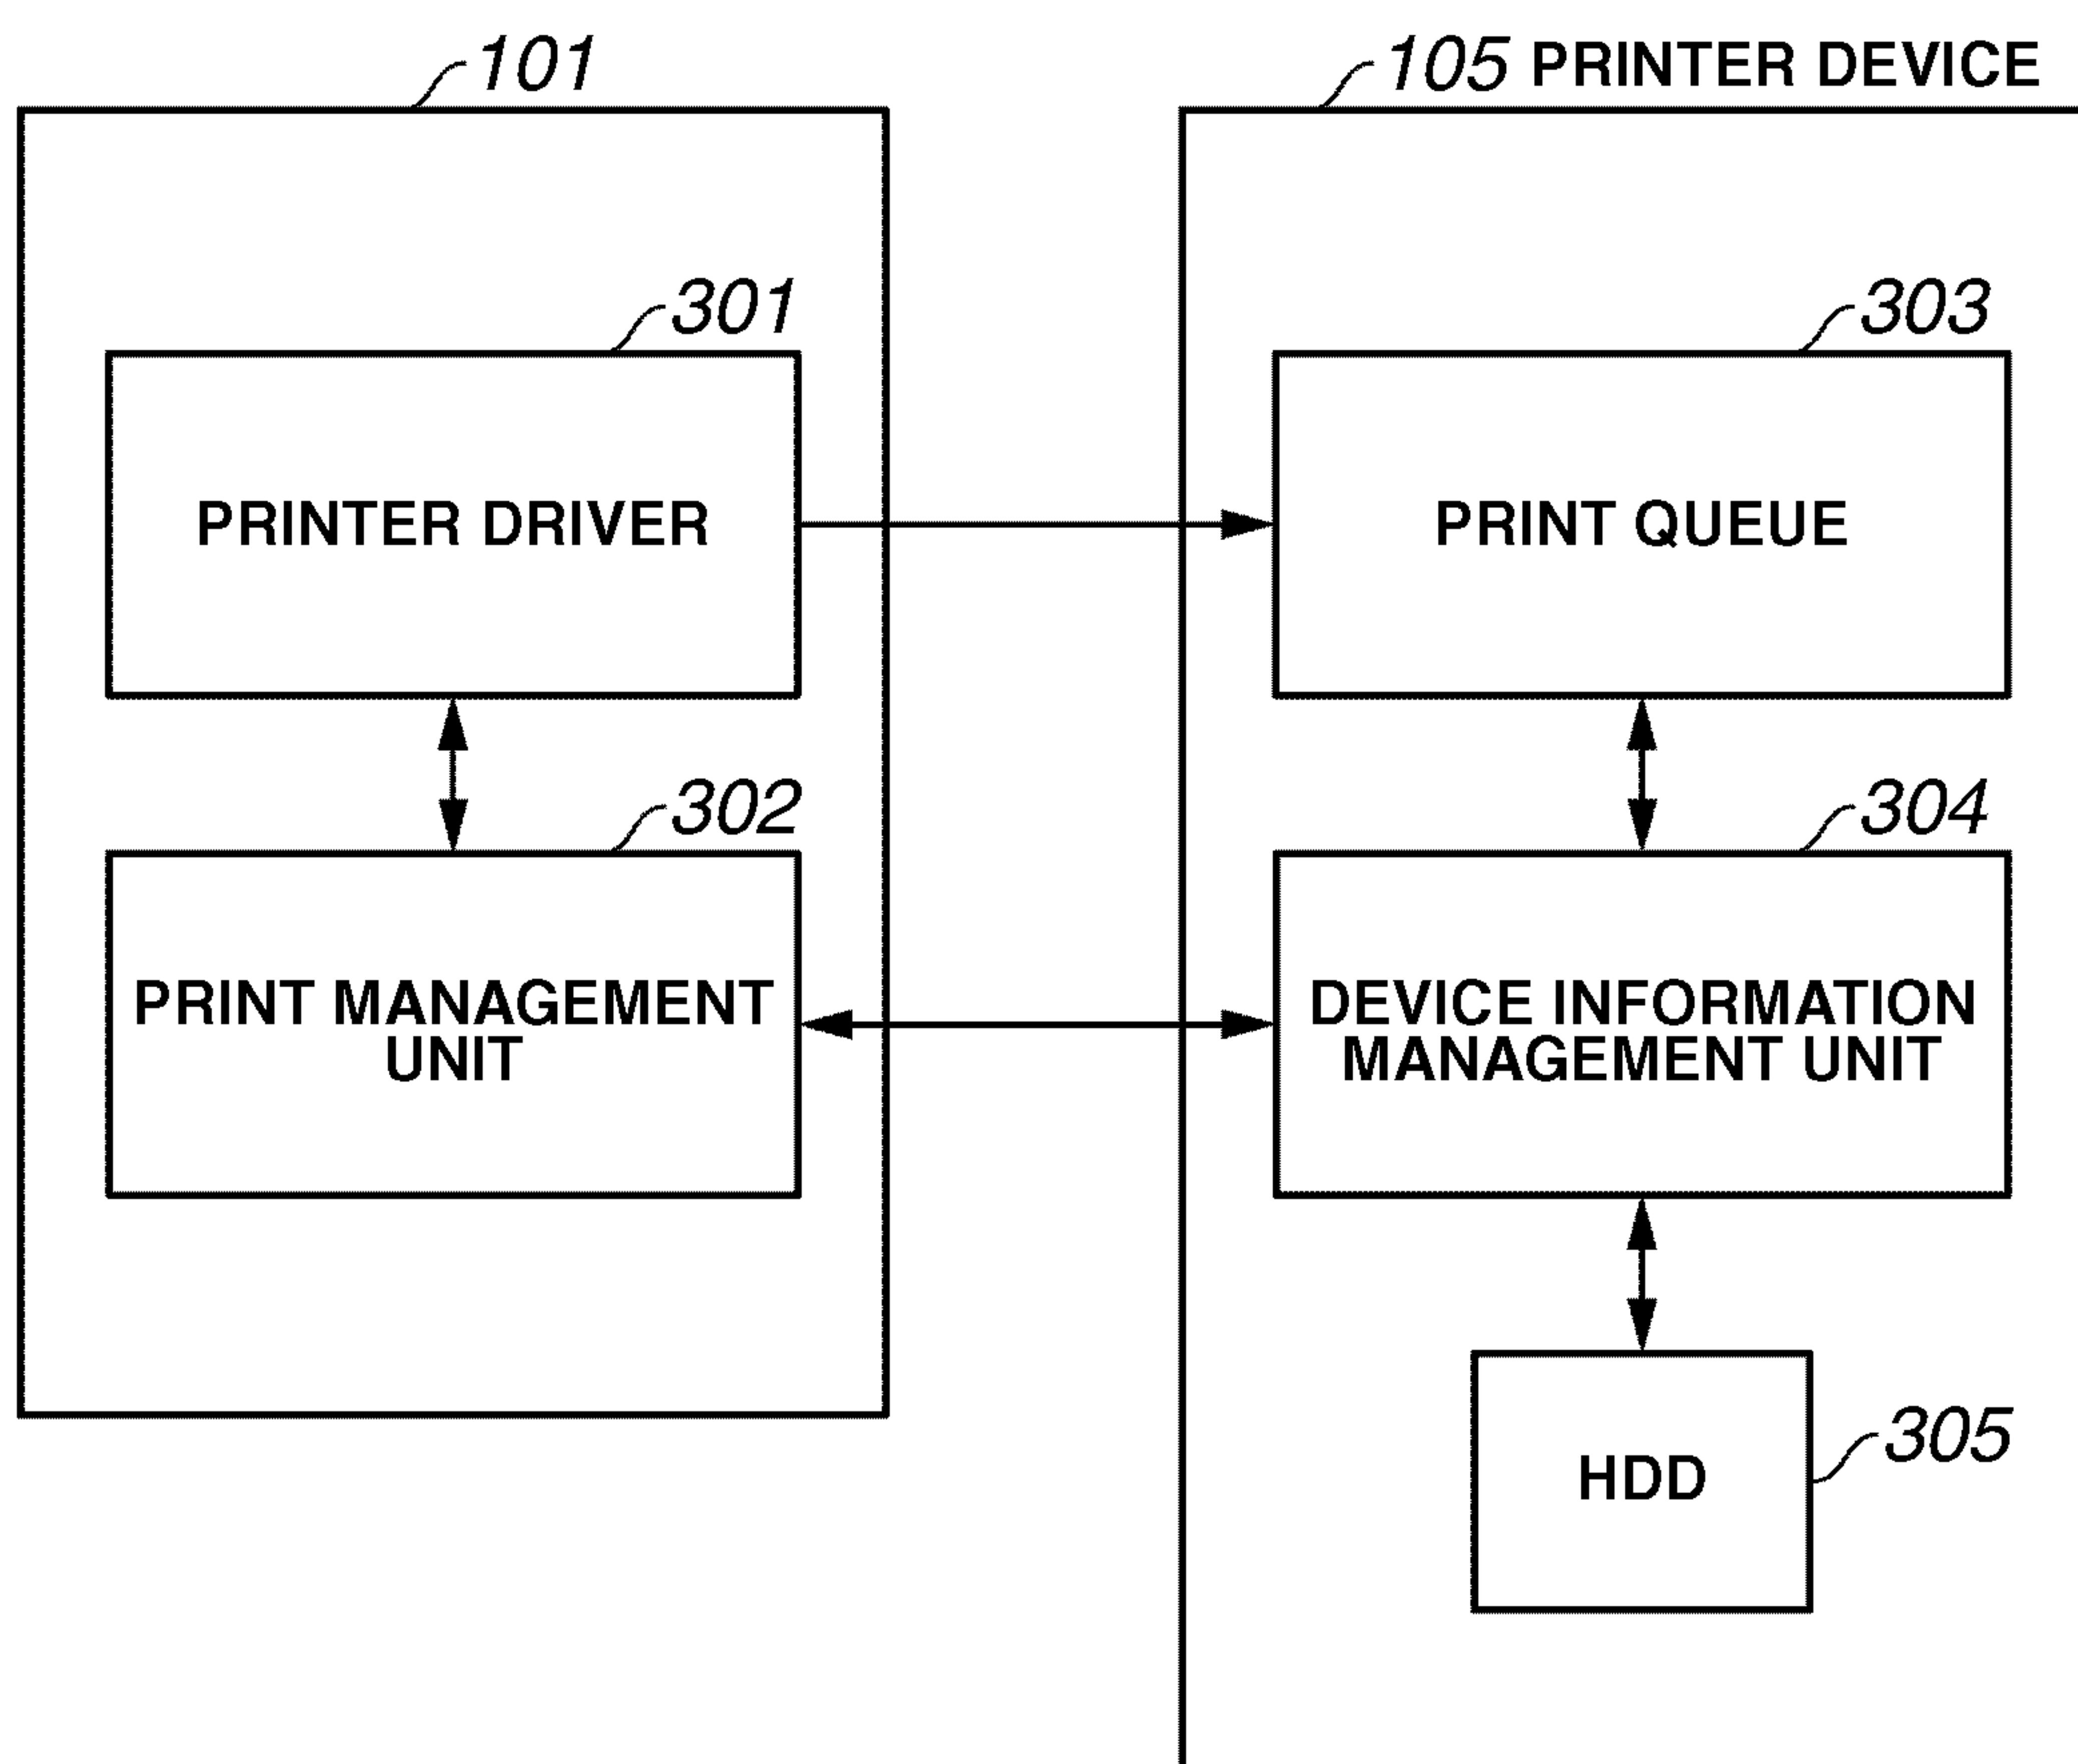 101
105 PRINTER DEVICE
301
303
PRINTER DRIVER
PRINT QUEUE
302
304
PRINT MANAGEMENT
UNIT
DEVICE INFORMATION
MANAGEMENT UNIT
305
HDD